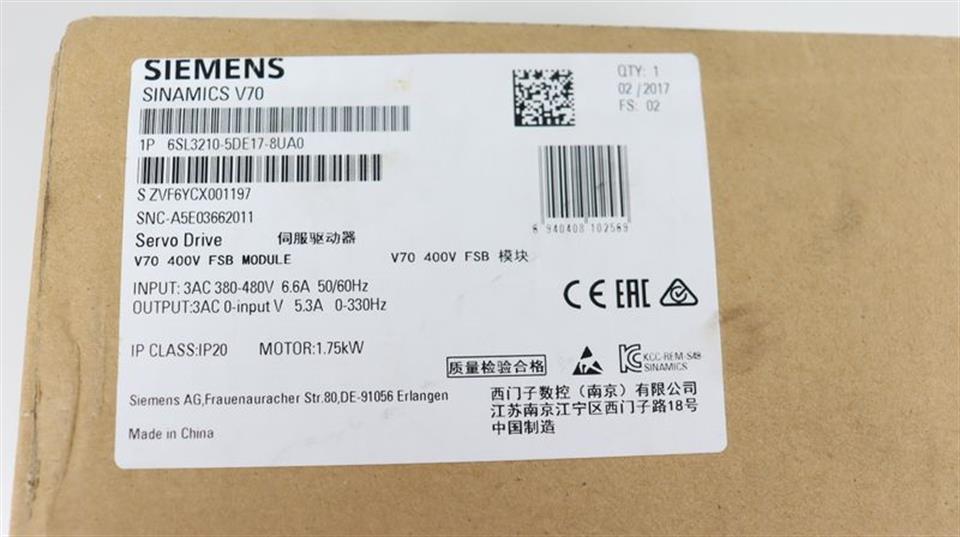 SIEMENS
SINAMICS V70
QTY: 1
02 / 2017
FS: 02
1P 6SL3210-5DE17-8UA0
S ZVF6YCX001197
SNC-A5E03662011
8 940408 102589
Servo Drive 伺服驱动器
V70 400V FSB MODULE V70 400V FSB 模块
INPUT: 3AC 380-480V 6.6A 50/60Hz
OUTPUT:3AC 0-input V 5.3A 0-330Hz
CE EAC
IP CLASS:IP20 MOTOR:1.75kW
质量检验合格
KCC-REM-S49
SINAMICS
Siemens AG,Frauenauracher Str.80,DE-91056 Erlangen
西门子数控（南京）有限公司
江苏南京江宁区西门子路18号
中国制造
Made in China